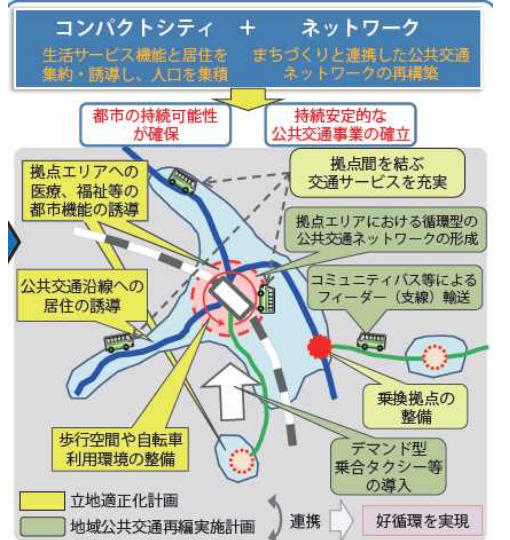 コンパクトシティ ＋ ネットワーク
生活サービス機能と居住を
集約・誘導し、人口を集積
まちづくりと連携した公共交通
ネットワークの再構築
都市の持続可能性
が確保
持続安定的な
公共交通事業の確立
拠点エリアへの
医療、福祉等の
都市機能の誘導
拠点間を結ぶ
交通サービスを充実
拠点エリアにおける循環型の
公共交通ネットワークの形成
公共交通沿線への
居住の誘導
コミュニティバス等による
フィーダー（支線）輸送
乗換拠点の
整備
歩行空間や自転車
利用環境の整備
デマンド型
乗合タクシー等
の導入
立地適正化計画
地域公共交通再編実施計画
連携
好循環を実現